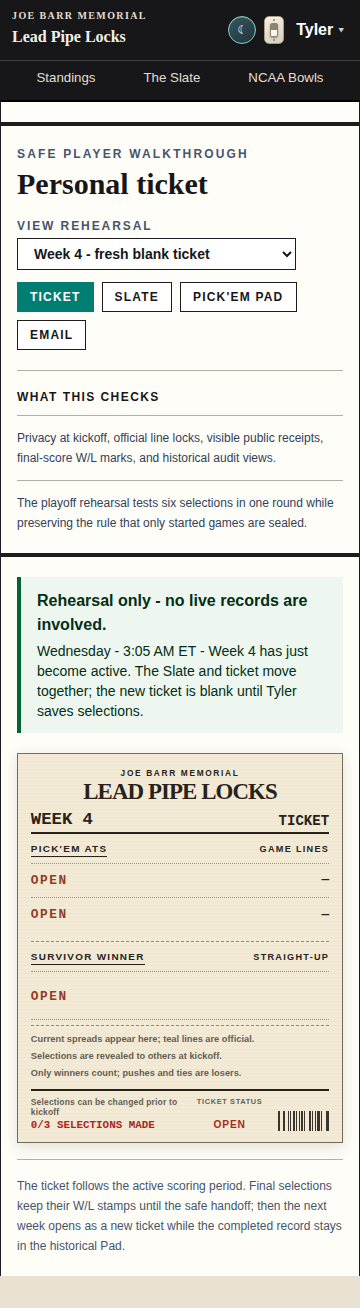 JOE BARR MEMORIAL
Lead Pipe Locks
Tyler
Standings
The Slate
NCAA Bowls
SAFE PLAYER WALKTHROUGH
Personal ticket
VIEW REHEARSAL
Week 4 - fresh blank ticket
TICKET
SLATE
PICK'EM PAD
EMAIL
WHAT THIS CHECKS
Privacy at kickoff, official line locks, visible public receipts,
final-score W/L marks, and historical audit views.
The playoff rehearsal tests six selections in one round while
preserving the rule that only started games are sealed.
Rehearsal only - no live records are
involved.
Wednesday - 3:05 AM ET - Week 4 has just
become active. The Slate and ticket move
together; the new ticket is blank until Tyler
saves selections.
JOE BARR MEMORIAL
LEAD PIPE LOCKS
WEEK 4
TICKET
PICK'EM ATS
GAME LINES
OPEN —
OPEN —
SURVIVOR WINNER
STRAIGHT-UP
OPEN
Current spreads appear here; teal lines are official.
Selections are revealed to others at kickoff.
Only winners count; pushes and ties are losers.
Selections can be changed prior to
kickoff
0/3 SELECTIONS MADE
TICKET STATUS
OPEN
The ticket follows the active scoring period. Final selections
keep their W/L stamps until the safe handoff; then the next
week opens as a new ticket while the completed record stays
in the historical Pad.